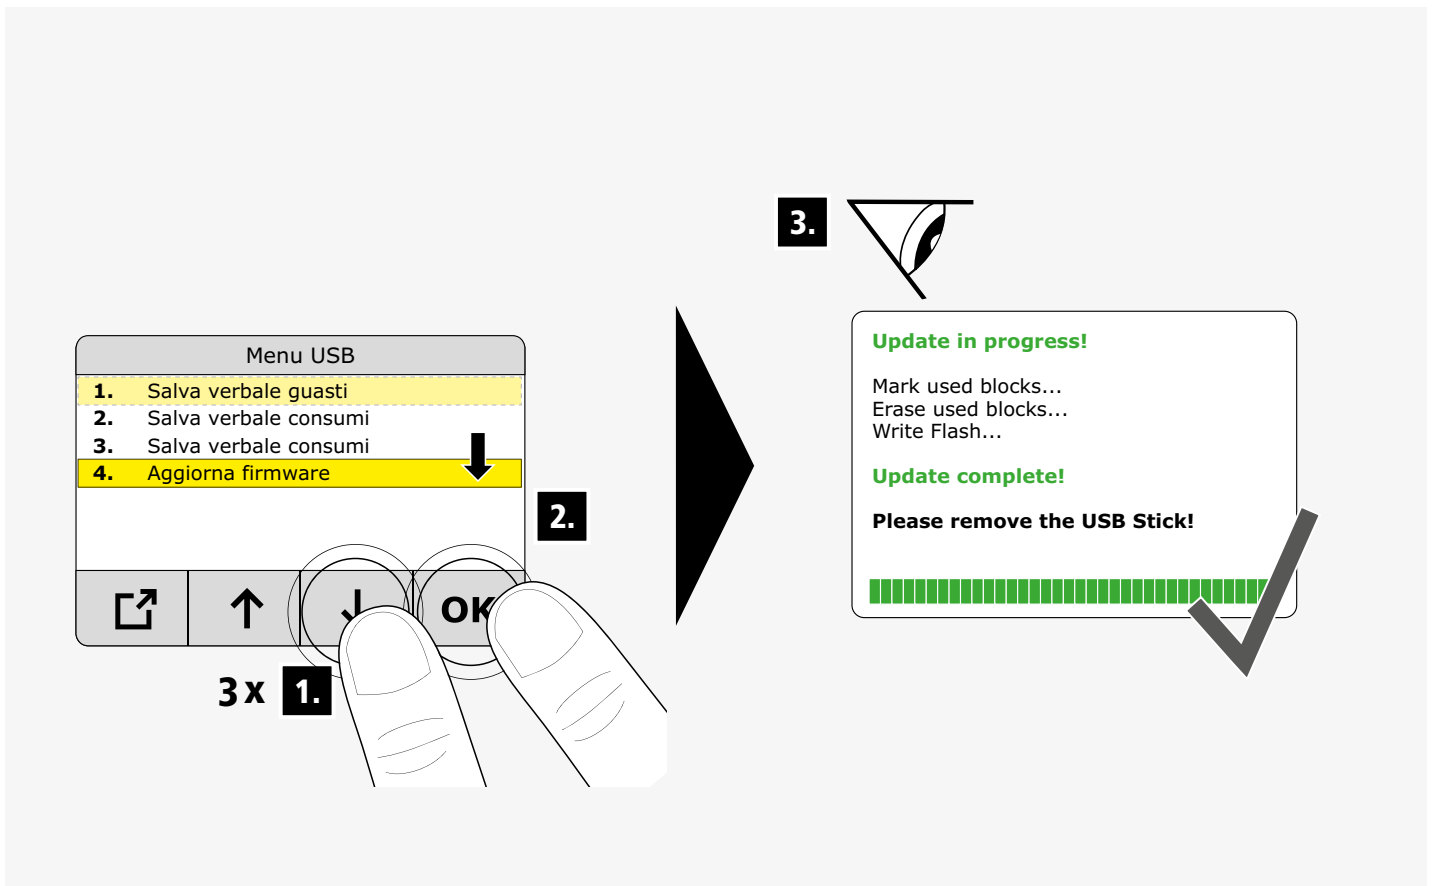 Menu USB
1. Salva verbale guasti
2. Salva verbale consumi
3. Salva verbale consumi
4. Aggiorna firmware
2.
OK
3x 1.
3.
Update in progress!
Mark used blocks...
Erase used blocks...
Write Flash...
Update complete!
Please remove the USB Stick!